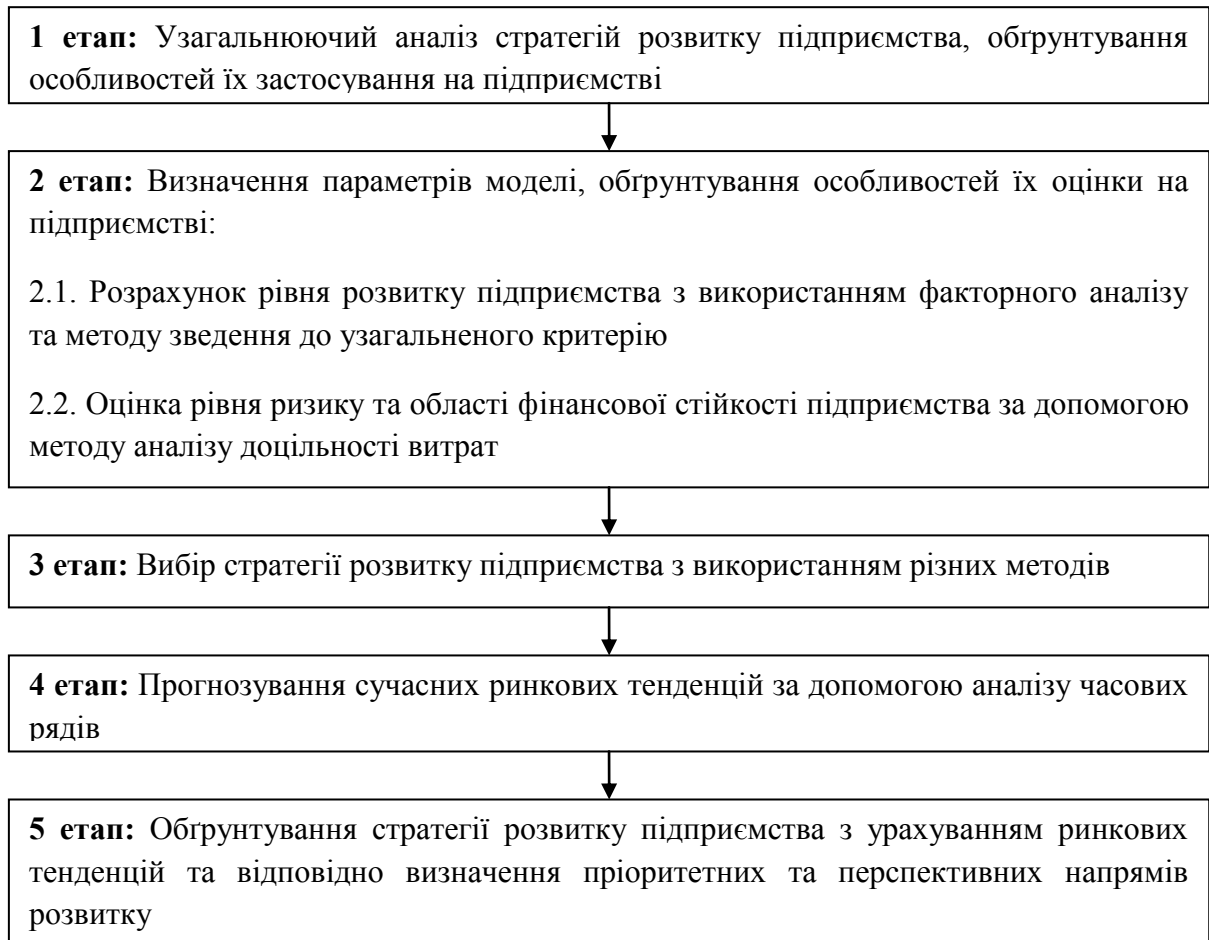 1 етап: Узагальнюючий аналіз стратегій розвитку підприємства, обґрунтування
особливостей їх застосування на підприємстві
2 етап: Визначення параметрів моделі, обґрунтування особливостей їх оцінки на
підприємстві:
2.1. Розрахунок рівня розвитку підприємства з використанням факторного аналізу
та методу зведення до узагальненого критерію
2.2. Оцінка рівня ризику та області фінансової стійкості підприємства за допомогою
методу аналізу доцільності витрат
3 етап: Вибір стратегії розвитку підприємства з використанням різних методів
4 етап: Прогнозування сучасних ринкових тенденцій за допомогою аналізу часових
рядів
5 етап: Обґрунтування стратегії розвитку підприємства з урахуванням ринкових
тенденцій та відповідно визначення пріоритетних та перспективних напрямів
розвитку